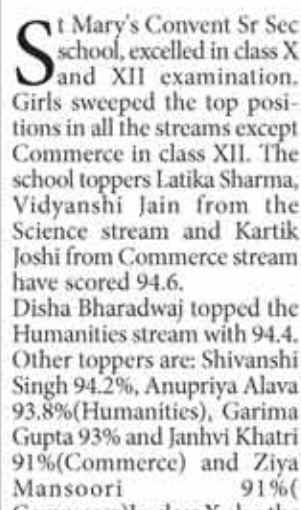 St Mary's Convent Sr Sec
school, excelled in class X
and XII examination.
Girls sweeped the top posi-
tions in all the streams except
Commerce in class XII. The
school toppers Latika Sharma,
Vidyanshi Jain from the
Science stream and Kartik
Joshi from Commerce stream
have scored 94.6.
Disha Bharadwaj topped the
Humanities stream with 94.4.
Other toppers are: Shivanshi
Singh 94.2%, Anupriya Alava
93.8%(Humanities), Garima
Gupta 93% and Janhvi Khatri
91%(Commerce) and Ziya
Mansoori 91%(